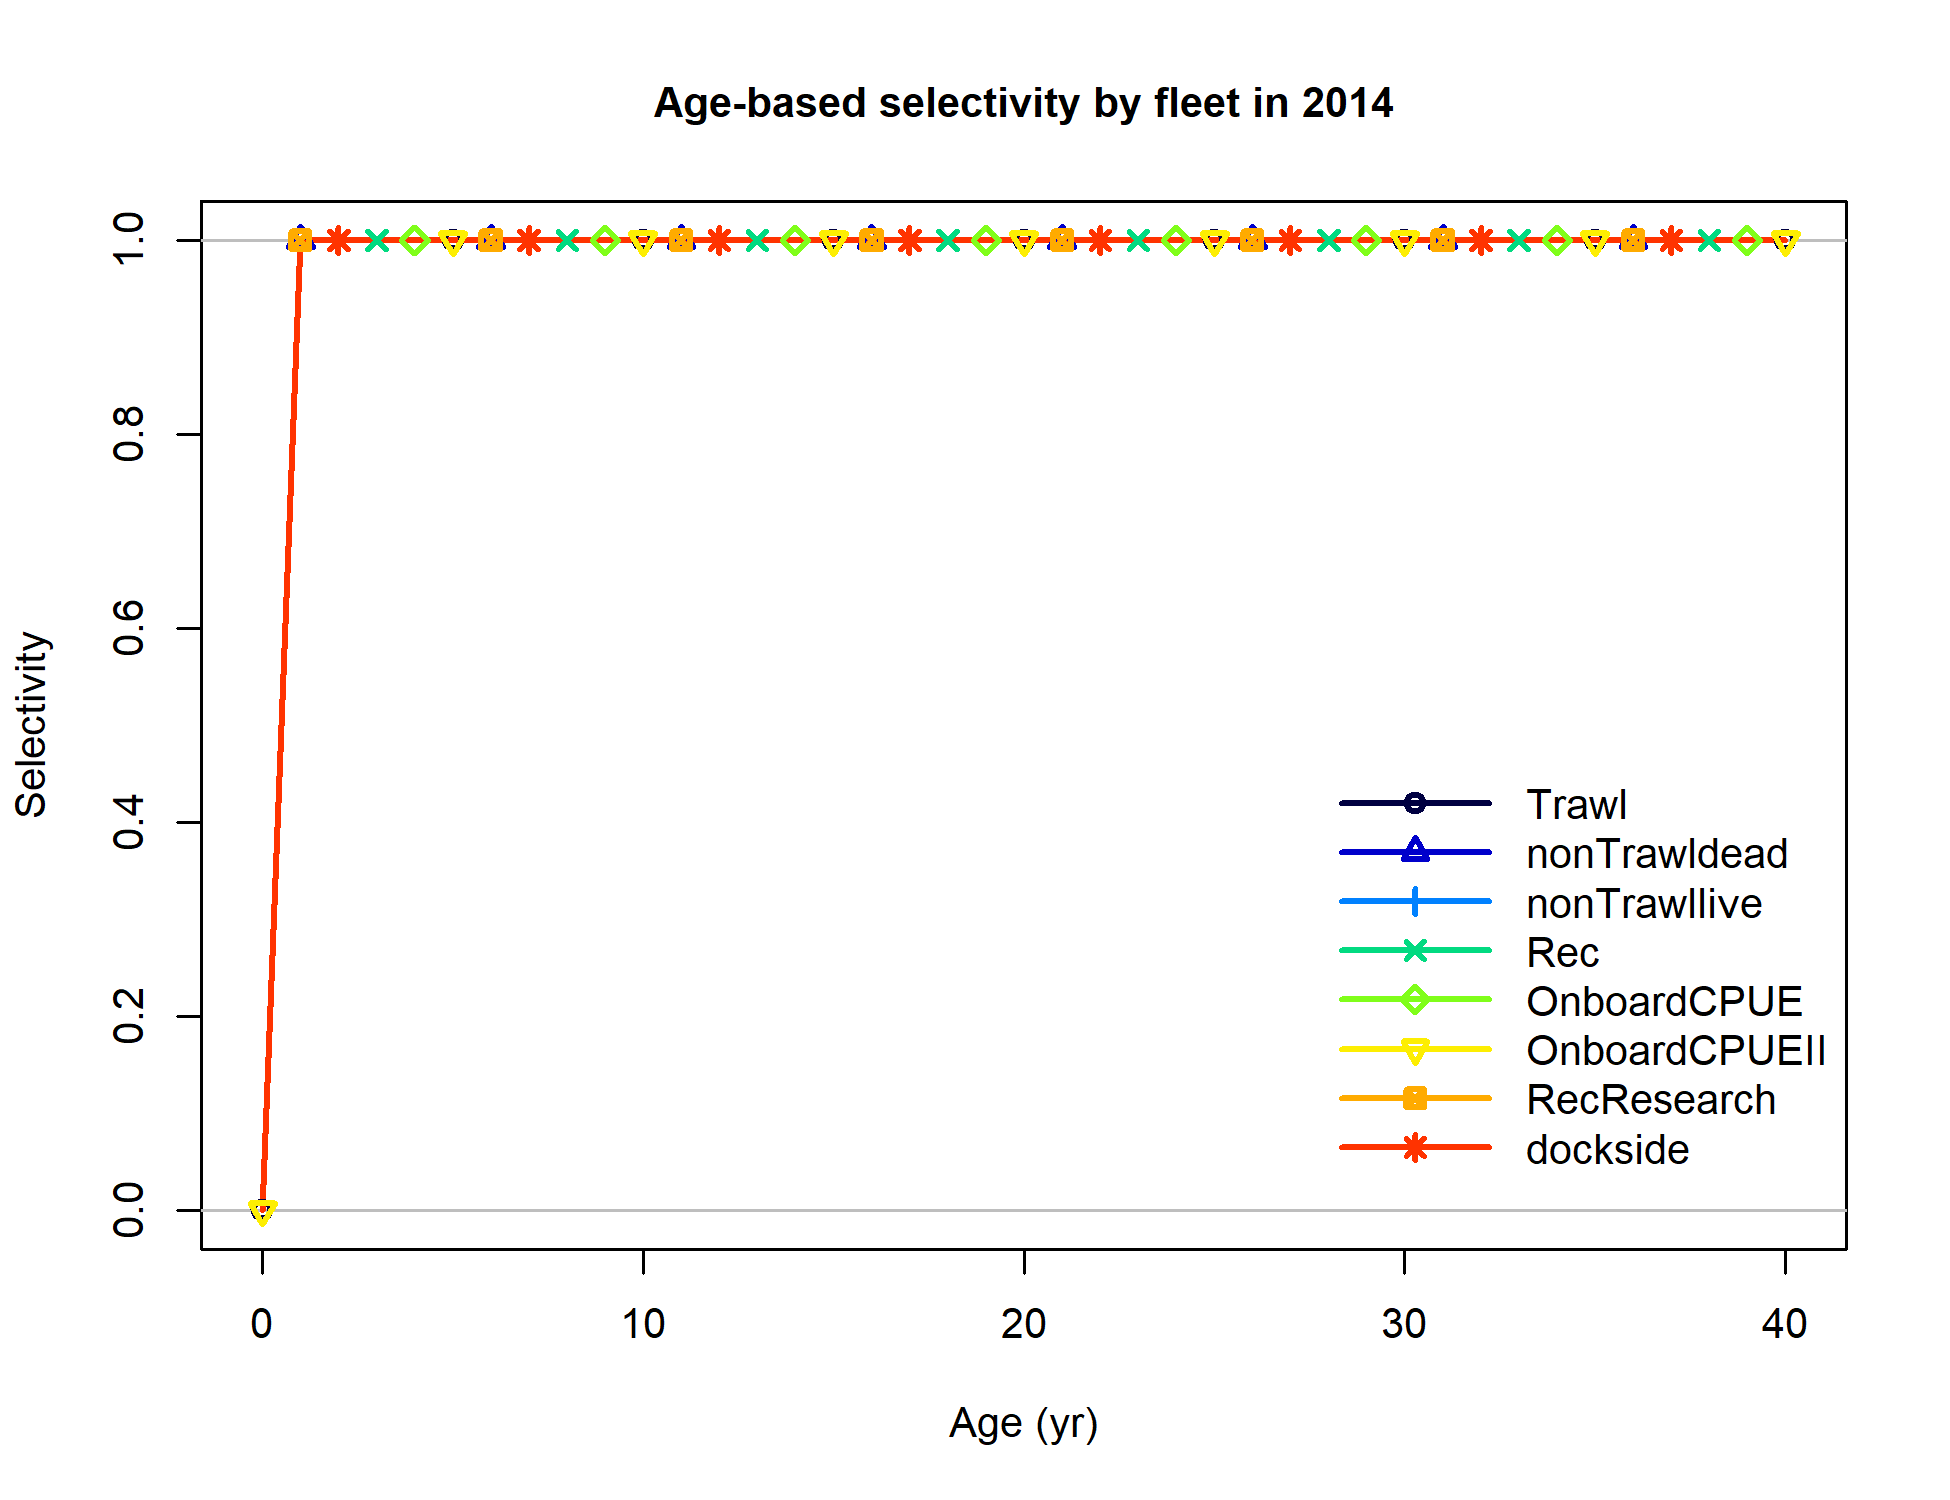 Age-based selectivity by fleet in 2014
Selectivity
1.0
0.8
0.6
0.4
0.2
0.0
Trawl
nonTrawldead
nonTrawllive
Rec
OnboardCPUE
OnboardCPUEII
RecResearch
dockside
0 10 20 30 40
Age (yr)